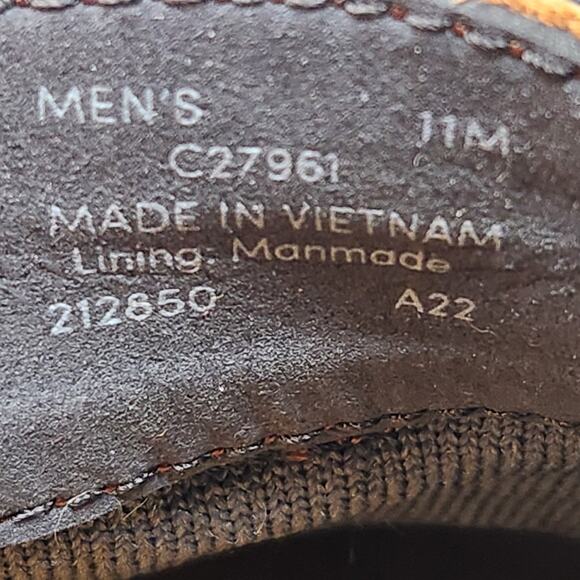 MEN'S 11M
C27961
MADE IN VIETNAM
Lining: Manmade
212850 A22